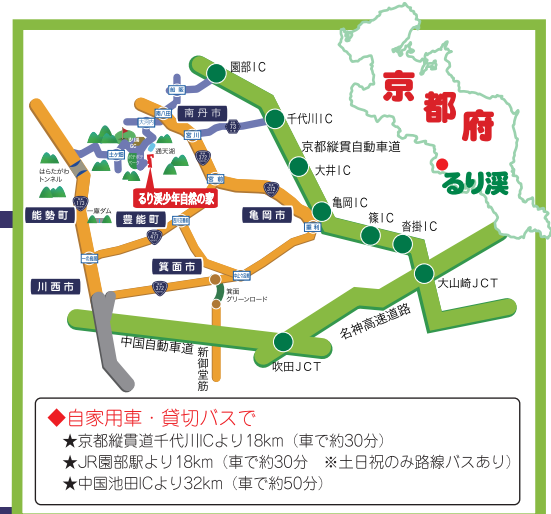 園部IC
京都府
南丹市
千代川IC
京都縦貫自動車道
通天湖
大井IC
るり渓
はらたがわ
トンネル
るり渓少年自然の家
亀岡IC
能勢町
一庫ダム
豊能町
亀岡市
篠IC
沓掛IC
箕面市
川西市
大山崎JCT
箕面
グリーンロード
名神高速道路
中国自動車道
新御堂筋
吹田JCT
◆自家用車・貸切バスで
★京都縦貫道千代川ICより18km（車で約30分）
★JR園部駅より18km（車で約30分　※土日祝のみ路線バスあり）
★中国池田ICより32km（車で約50分）